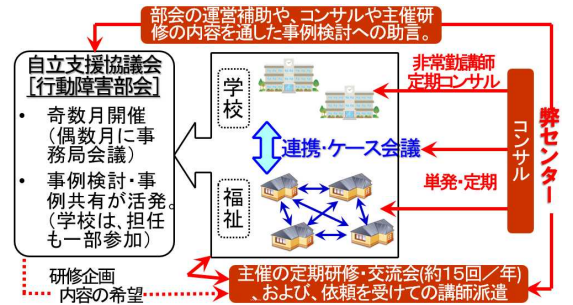 部会の運営補助や、コンサルや主催研
修の内容を通した事例検討への助言。
自立支援協議会
[行動障害部会]
• 奇数月開催
(偶数月に事
務局会議)
• 事例検討・事
例共有が活発。
(学校は、担任
も一部参加)
学校
福祉
連携・ケース会議
非常勤講師
定期コンサル
単発・定期
コンサル
弊センター
研修企画
内容の希望
主催の定期研修・交流会(約15回/年)
、および、依頼を受けての講師派遣